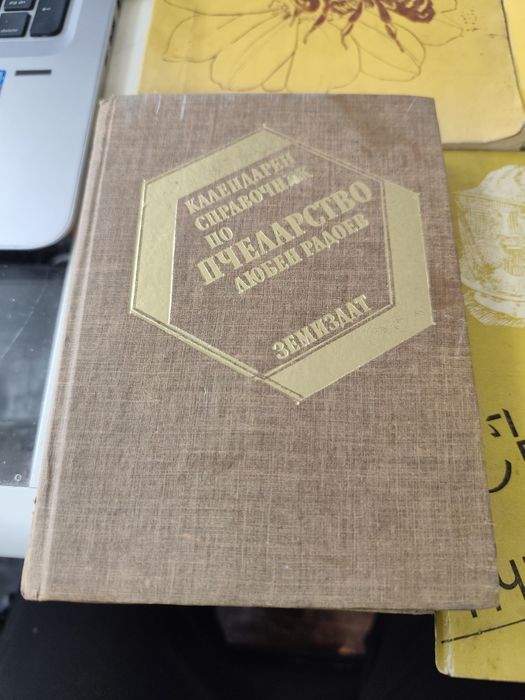 КАЛЕНДАРЕН
СПРАВОЧНИК
ПО
ПЧЕЛАРСТВО
ЛЮБЕН РАДОЕВ
ЗЕМИЗДАТ